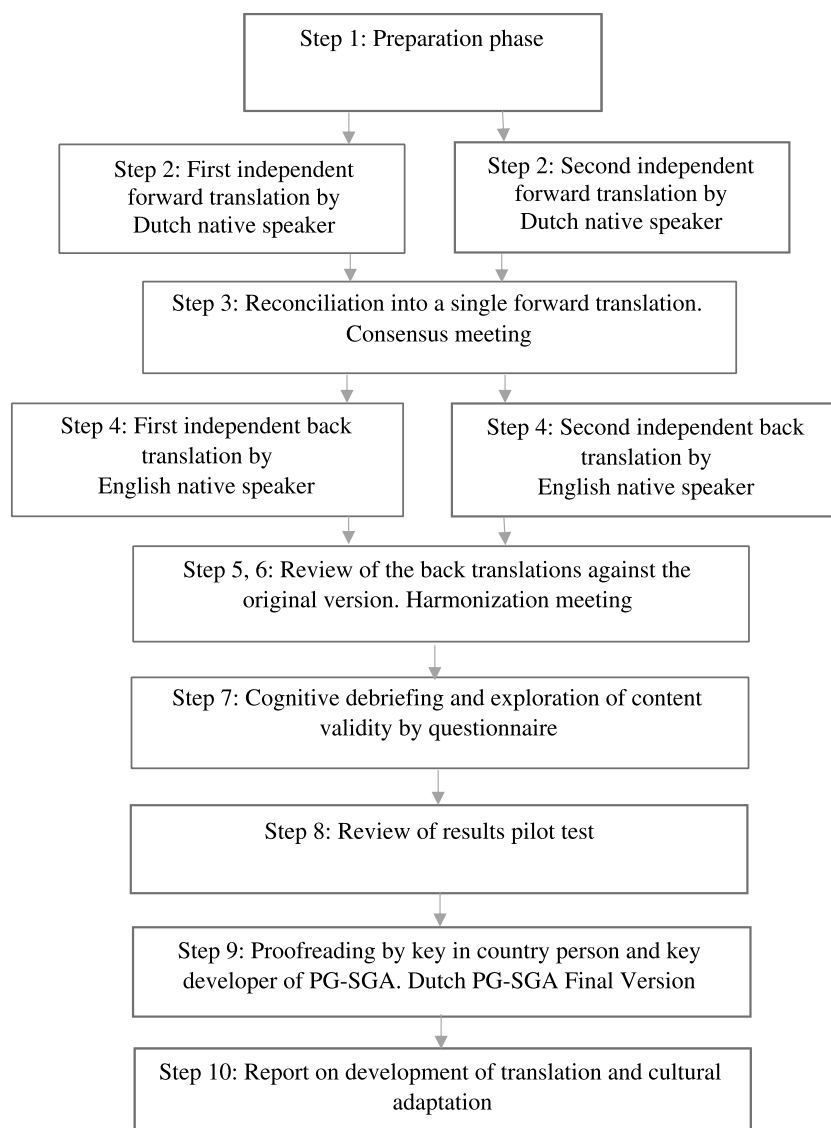 Step 1: Preparation phase
Step 2: First independent
forward translation by
Dutch native speaker
Step 2: Second independent
forward translation by
Dutch native speaker
Step 3: Reconciliation into a single forward translation.
Consensus meeting
Step 4: First independent back
translation by
English native speaker
Step 4: Second independent back
translation by
English native speaker
Step 5, 6: Review of the back translations against the
original version. Harmonization meeting
Step 7: Cognitive debriefing and exploration of content
validity by questionnaire
Step 8: Review of results pilot test
Step 9: Proofreading by key in country person and key
developer of PG-SGA. Dutch PG-SGA Final Version
Step 10: Report on development of translation and cultural
adaptation